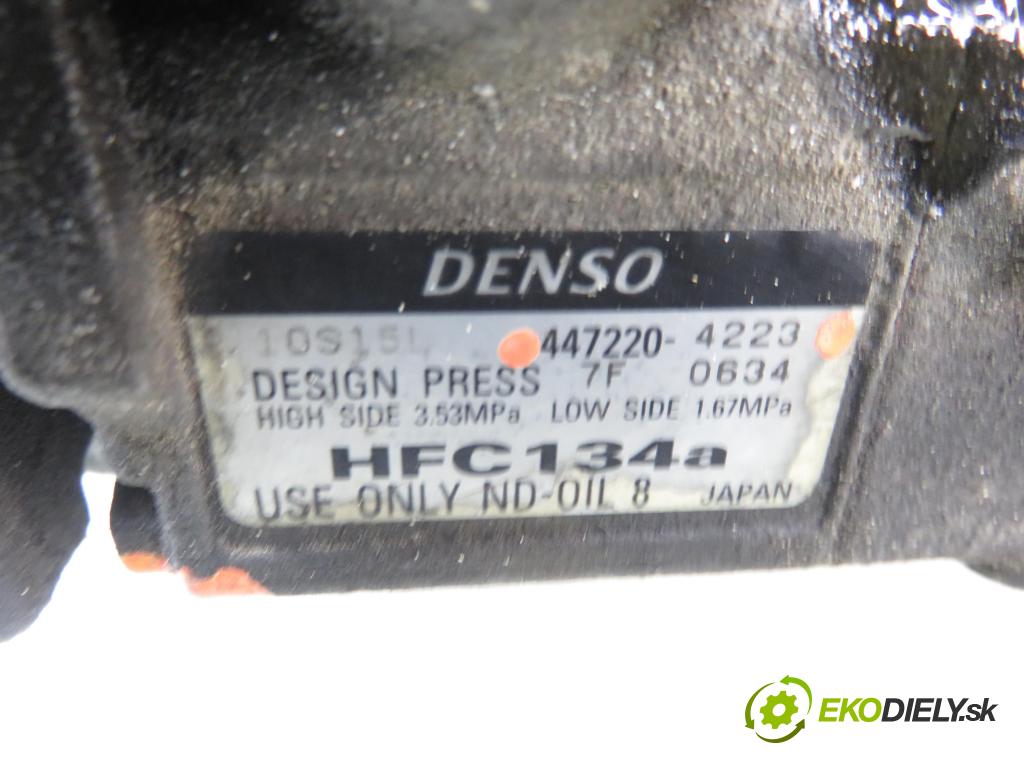 DENSO
10S15L 447220-4223
DESIGN PRESS 7F 0634
HIGH SIDE 3.53MPa LOW SIDE 1.67MPa
HFC134a
USE ONLY ND-OIL 8 JAPAN
EKODIELY.sk